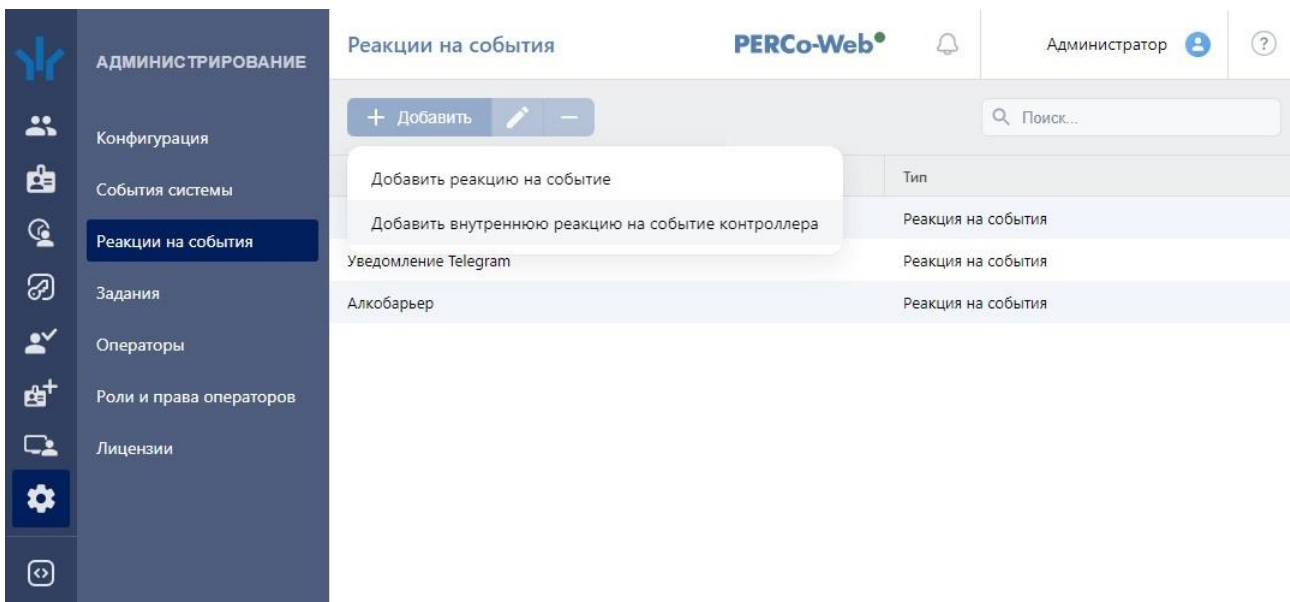 АДМИНИСТРИРОВАНИЕ
Конфигурация
События системы
Реакции на события
Задания
Операторы
Роли и права операторов
Лицензии
Реакции на события
PERCo-Web
Администратор
?
+ Добавить
Поиск...
Добавить реакцию на событие
Добавить внутреннюю реакцию на событие контроллера
Тип
Реакция на события
Уведомление Telegram
Реакция на события
Алкобарьер
Реакция на события